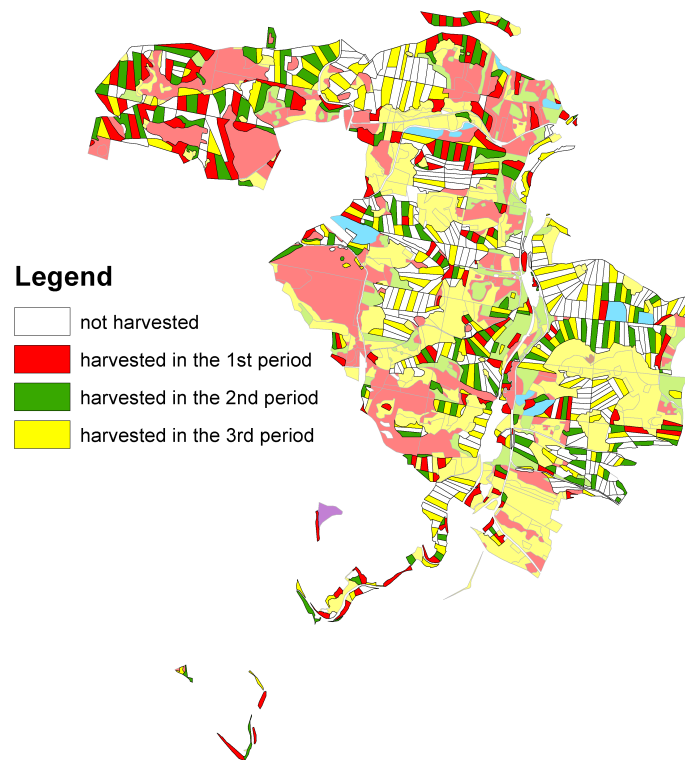 Legend
not harvested
harvested in the 1st period
harvested in the 2nd period
harvested in the 3rd period